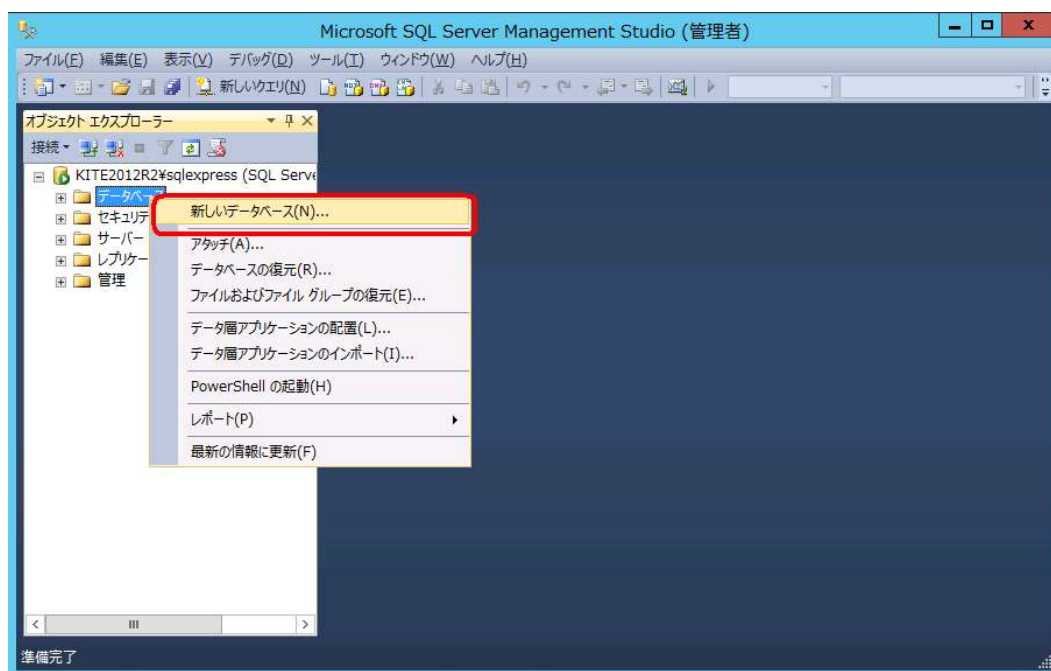 Microsoft SQL Server Management Studio (管理者)
ファイル(F) 編集(E) 表示(V) デバッグ(D) ツール(T) ウィンドウ(W) ヘルプ(H)
新しいクエリ(N)
オブジェクト エクスプローラー
接続
KITE2012R2¥sqlexpress (SQL Serve
データベース
セキュリテ
サーバー
レプリケー
管理
新しいデータベース(N)...
アタッチ(A)...
データベースの復元(R)...
ファイルおよびファイル グループの復元(E)...
データ層アプリケーションの配置(L)...
データ層アプリケーションのインポート(I)...
PowerShell の起動(H)
レポート(P)
最新の情報に更新(F)
準備完了